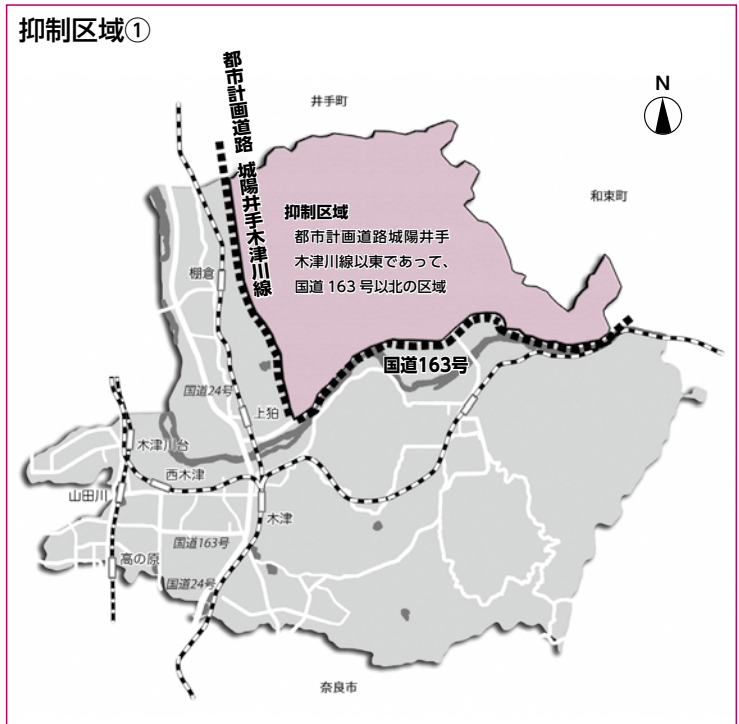 抑制区域①
都市計画道路 城陽井手木津川線
井手町
N
和束町
抑制区域
都市計画道路城陽井手
木津川線以東であって、
国道163号以北の区域
棚倉
国道163号
国道24号
上狛
木津川台
西木津
山田川
木津
国道163号
高の原
国道24号
奈良市